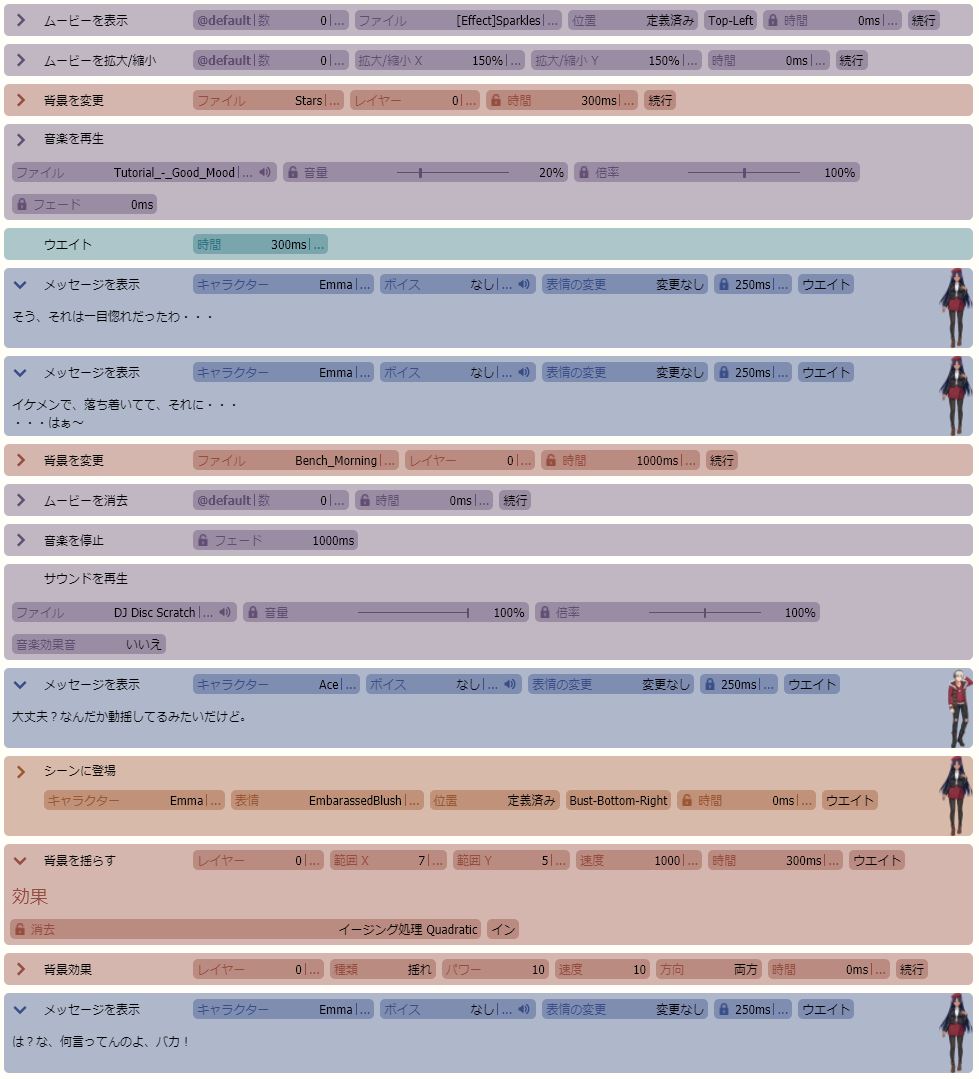 ムービーを表示 @default|数 0|... ファイル [Effect]Sparkles|... 位置 定義済み Top-Left 時間 0ms|... 続行
ムービーを拡大/縮小 @default|数 0|... 拡大/縮小 X 150%|... 拡大/縮小 Y 150%|... 時間 0ms|... 続行
背景を変更 ファイル Stars|... レイヤー 0|... 時間 300ms|... 続行
音楽を再生
ファイル Tutorial_-_Good_Mood|... 音量 20% 倍率 100%
フェード 0ms
ウエイト 時間 300ms|...
メッセージを表示 キャラクター Emma|... ボイス なし|... 表情の変更 変更なし 250ms|... ウエイト
そう、それは一目惚れだったわ・・・
メッセージを表示 キャラクター Emma|... ボイス なし|... 表情の変更 変更なし 250ms|... ウエイト
イケメンで、落ち着いてて、それに・・・
・・・はぁ～
背景を変更 ファイル Bench_Morning|... レイヤー 0|... 時間 1000ms|... 続行
ムービーを消去 @default|数 0|... 時間 0ms|... 続行
音楽を停止 フェード 1000ms
サウンドを再生
ファイル DJ Disc Scratch|... 音量 100% 倍率 100%
音楽効果音 いいえ
メッセージを表示 キャラクター Ace|... ボイス なし|... 表情の変更 変更なし 250ms|... ウエイト
大丈夫？なんだか動揺してるみたいだけど。
シーンに登場
キャラクター Emma|... 表情 EmbarassedBlush|... 位置 定義済み Bust-Bottom-Right 時間 0ms|... ウエイト
背景を揺らす レイヤー 0|... 範囲 X 7|... 範囲 Y 5|... 速度 1000|... 時間 300ms|... ウエイト
効果
消去 イージング処理 Quadratic イン
背景効果 レイヤー 0|... 種類 揺れ パワー 10 速度 10 方向 両方 時間 0ms|... 続行
メッセージを表示 キャラクター Emma|... ボイス なし|... 表情の変更 変更なし 250ms|... ウエイト
は？な、何言ってんのよ、バカ！